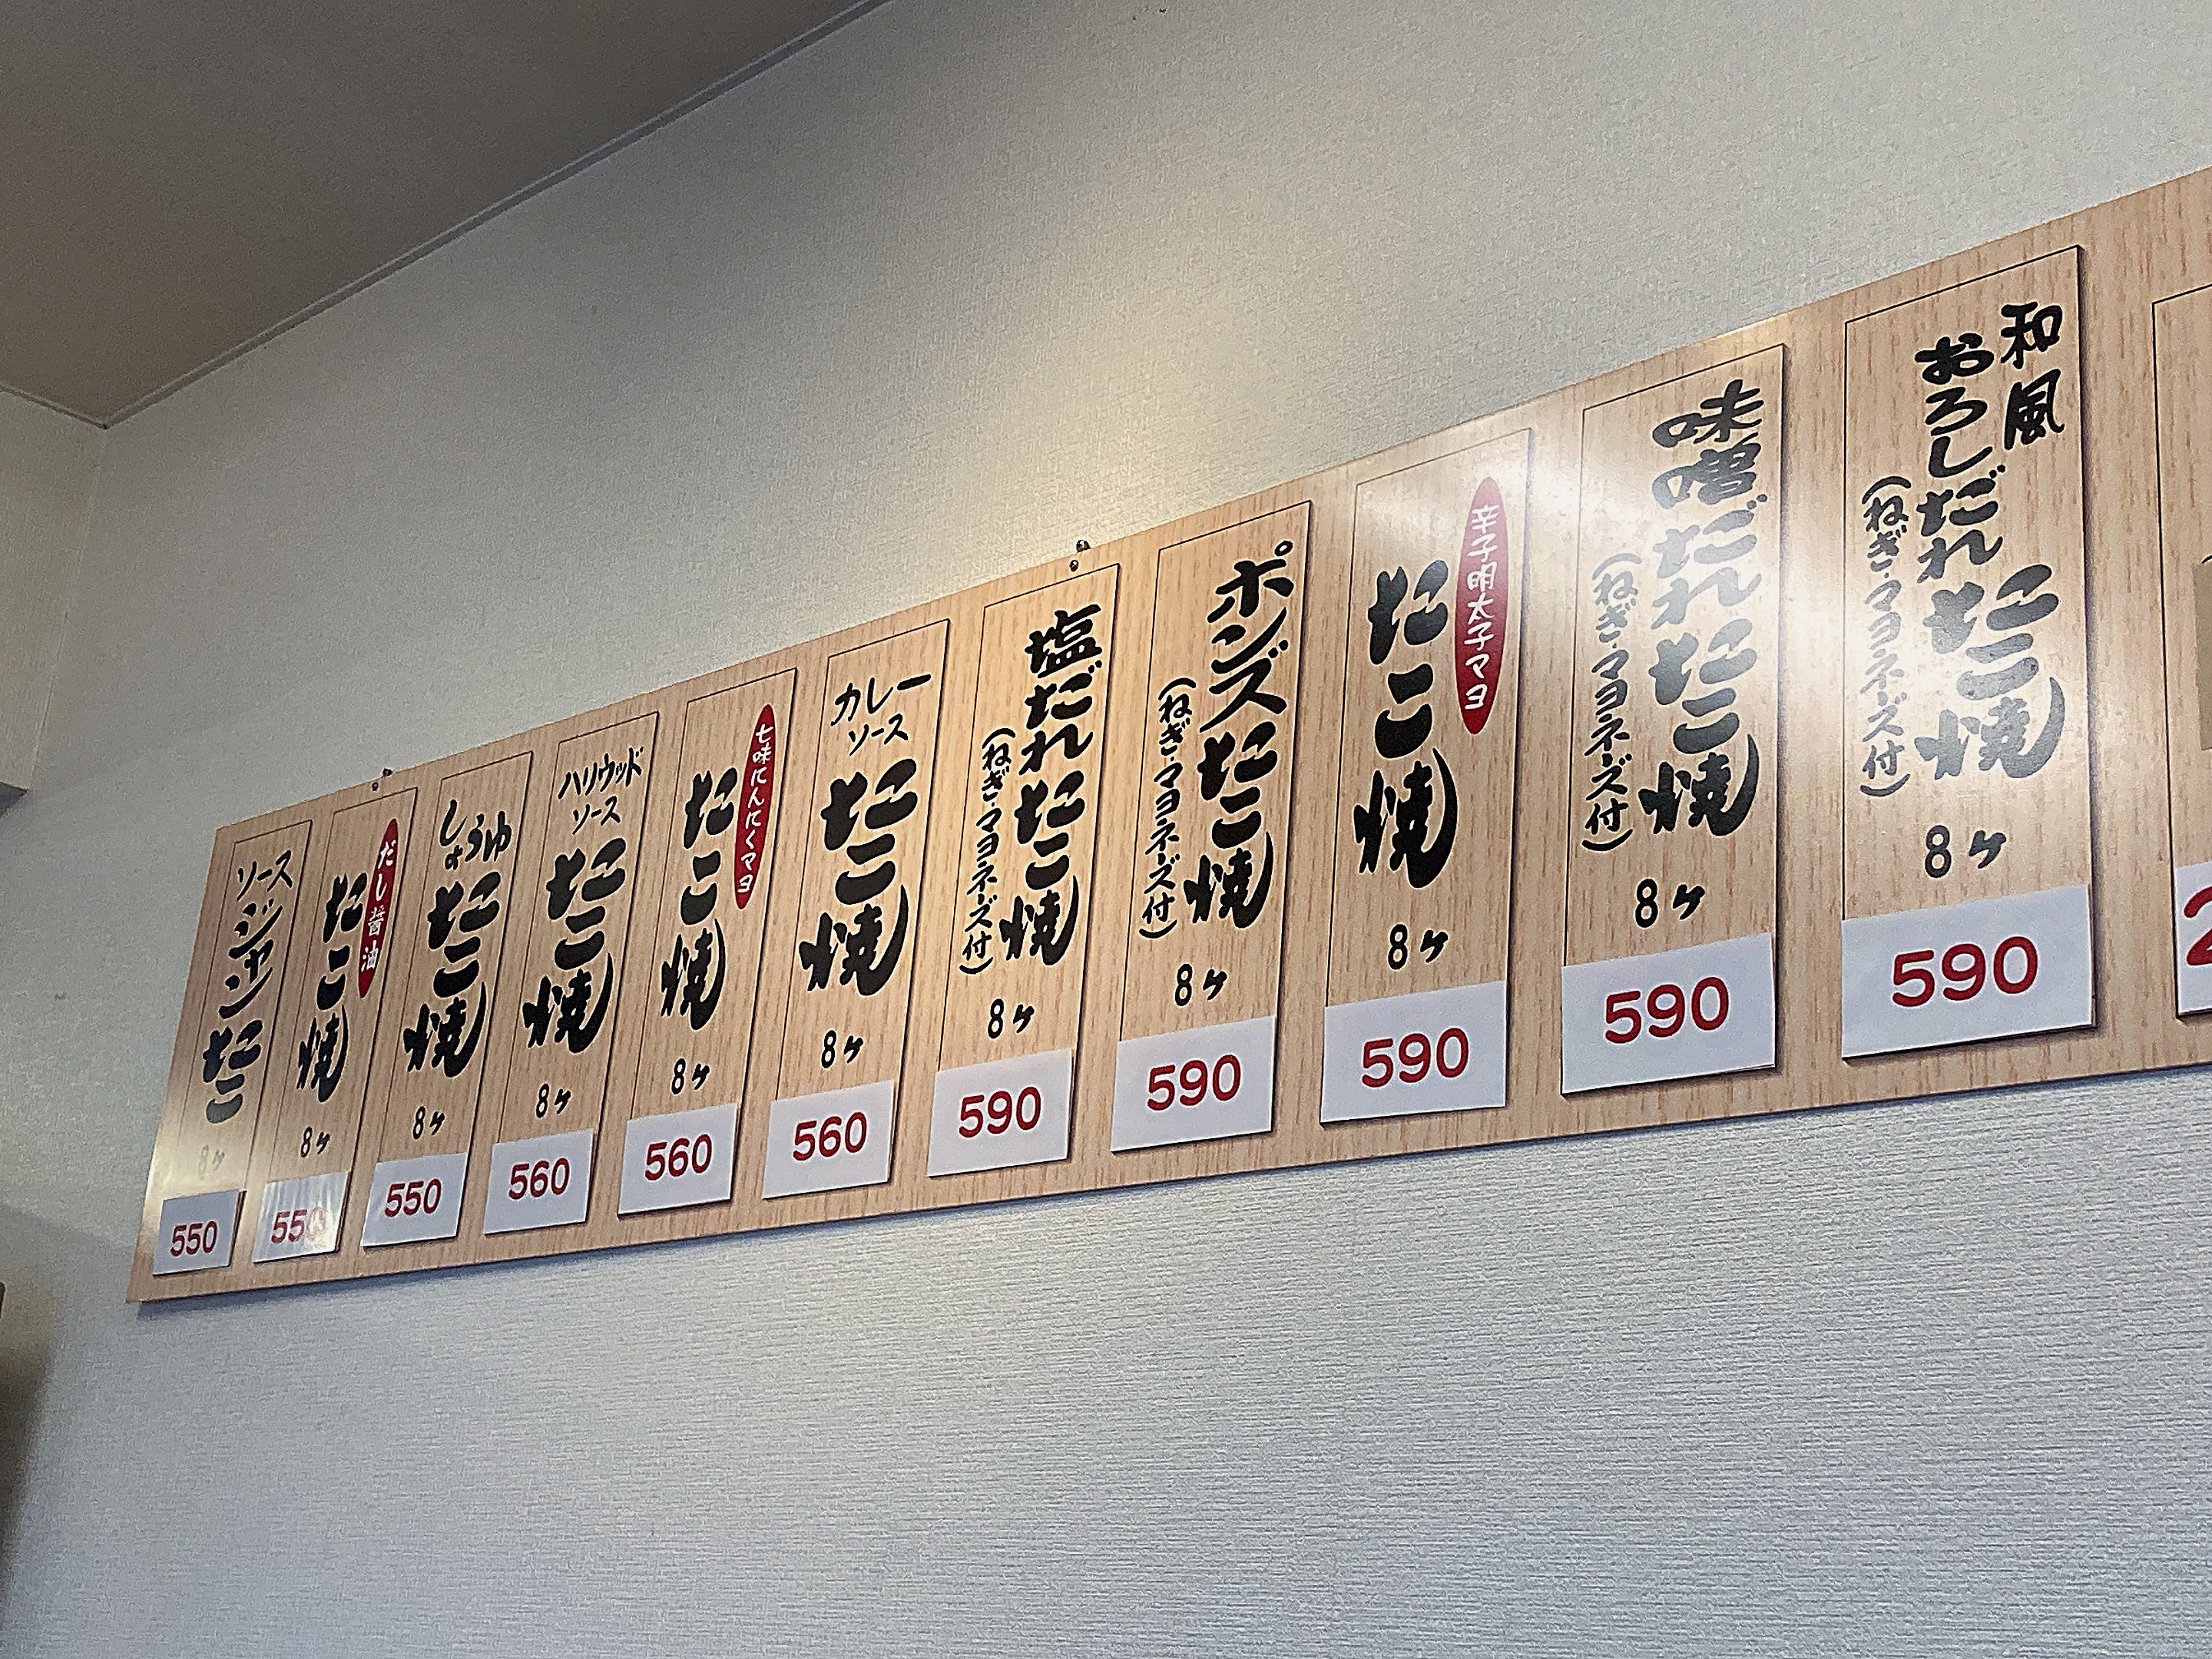 和風
おろしだれたこ焼
（ねぎ・マヨネーズ付）
8ヶ
590
味噌だれたこ焼
（ねぎ・マヨネーズ付）
8ヶ
590
辛子明太子マヨ
たこ焼
8ヶ
590
ポンズたこ焼
（ねぎ・マヨネーズ付）
8ヶ
590
塩だれたこ焼
（ねぎ・マヨネーズ付）
8ヶ
590
カレー
ソース
たこ焼
8ヶ
560
七味にんにくマヨ
たこ焼
8ヶ
560
ハリウッド
ソース
たこ焼
8ヶ
560
しょうゆ
たこ焼
8ヶ
550
だし醤油
たこ焼
8ヶ
550
ソース
ジャンたこ
8ヶ
550